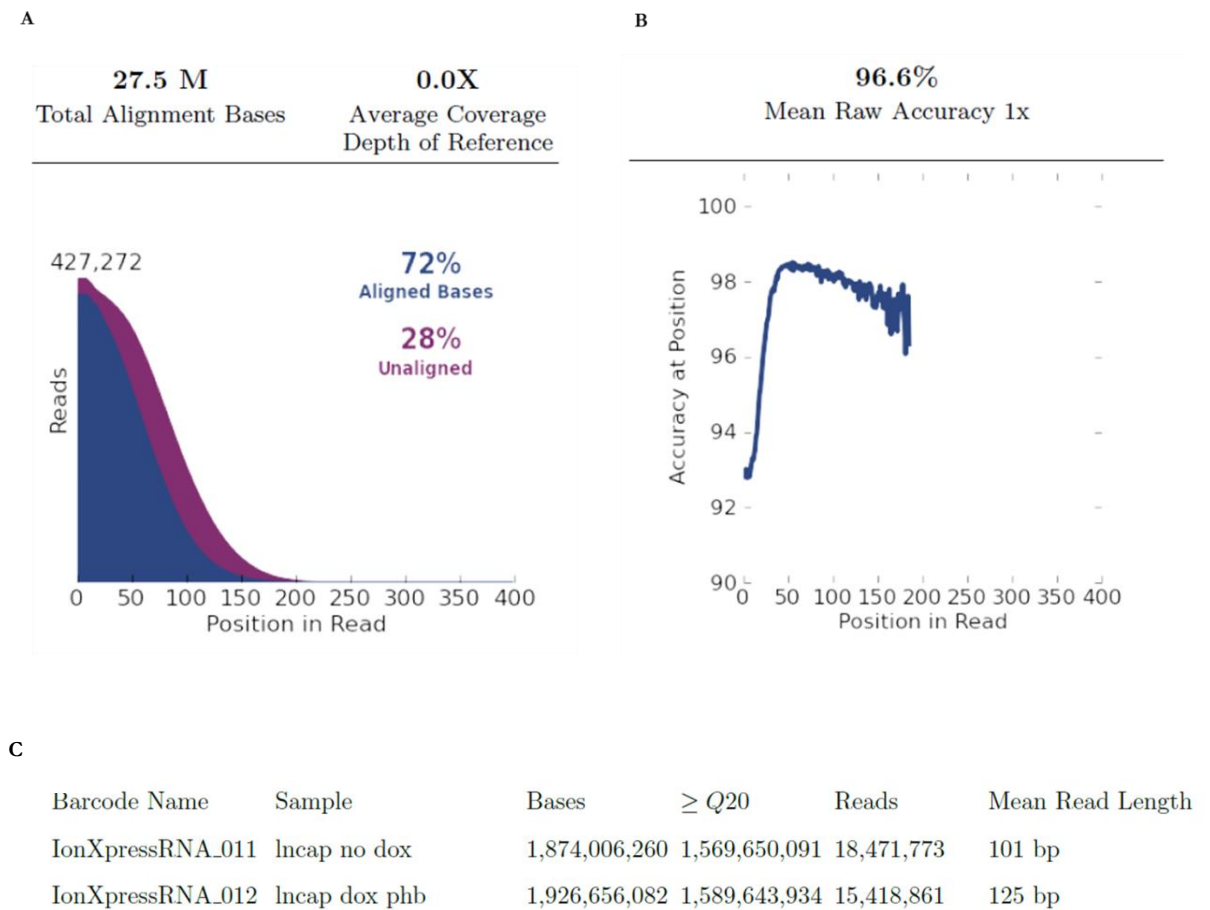 A
27.5 M
Total Alignment Bases
0.0X
Average Coverage
Depth of Reference
427,272
72%
Aligned Bases
28%
Unaligned
Reads
0 50 100 150 200 250 300 350 400
Position in Read
B
96.6%
Mean Raw Accuracy 1x
100
98
96
94
92
90
Accuracy at Position
0 50 100 150 200 250 300 350 400
Position in Read
C
Barcode Name Sample Bases ≥ Q20 Reads Mean Read Length
IonXpressRNA_011 lncap no dox 1,874,006,260 1,569,650,091 18,471,773 101 bp
IonXpressRNA_012 lncap dox phb 1,926,656,082 1,589,643,934 15,418,861 125 bp